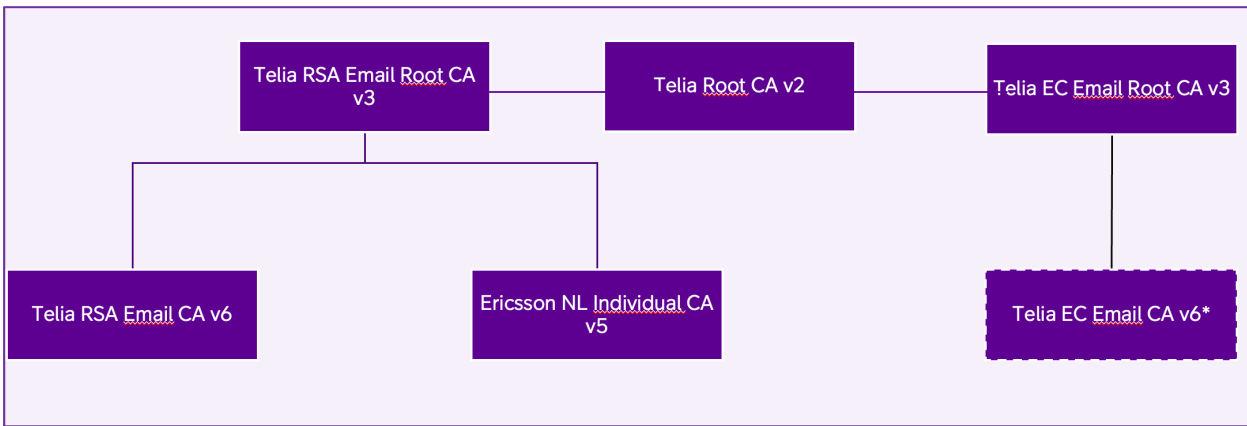 Telia RSA Email Root CA
v3
Telia Root CA v2
Telia EC Email Root CA v3
Telia RSA Email CA v6
Ericsson NL Individual CA
v5
Telia EC Email CA v6*